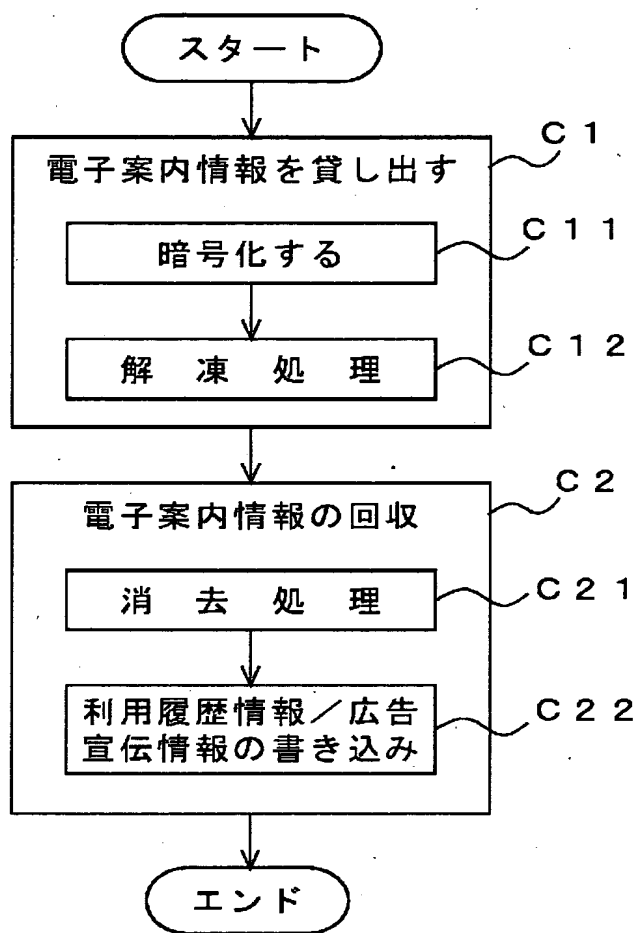 スタート
C1
電子案内情報を貸し出す
C11
暗号化する
C12
解凍処理
C2
電子案内情報の回収
C21
消去処理
C22
利用履歴情報/広告
宣伝情報の書き込み
エンド